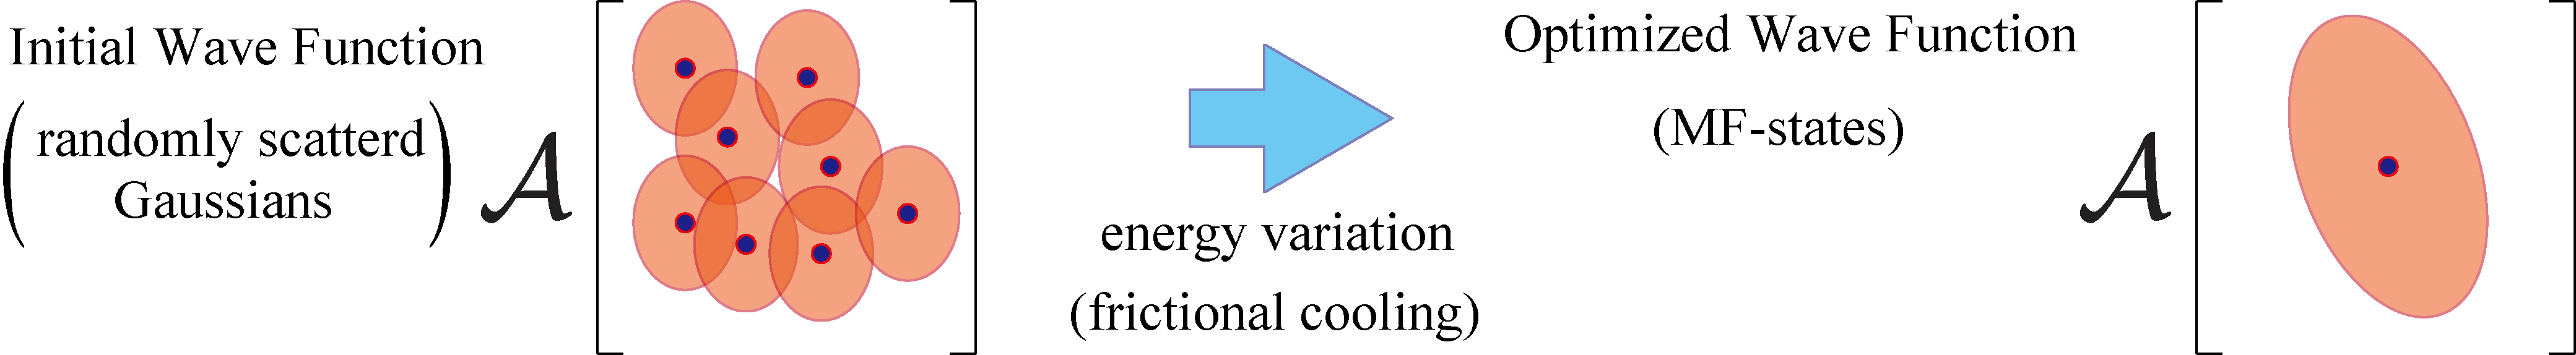 Initial Wave Function
(randomly scatterd
Gaussians) 𝒜
energy variation
(frictional cooling)
Optimized Wave Function
(MF-states)
𝒜